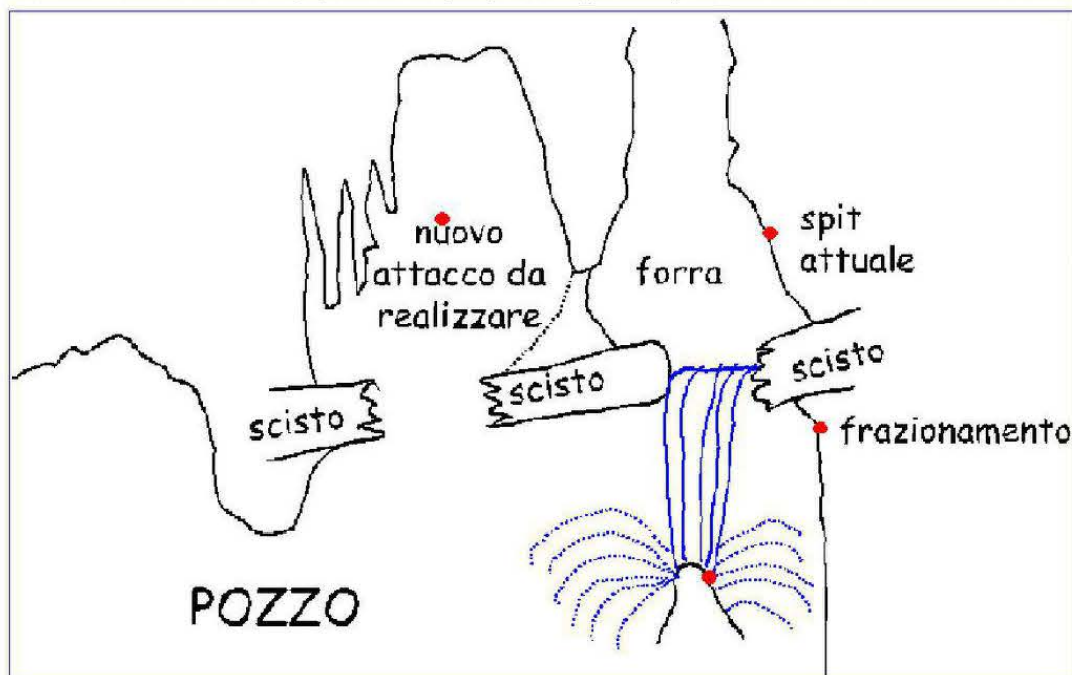 nuovo
attacco da
realizzare
forra
spit
attuale
scisto
scisto
scisto
frazionamento
POZZO